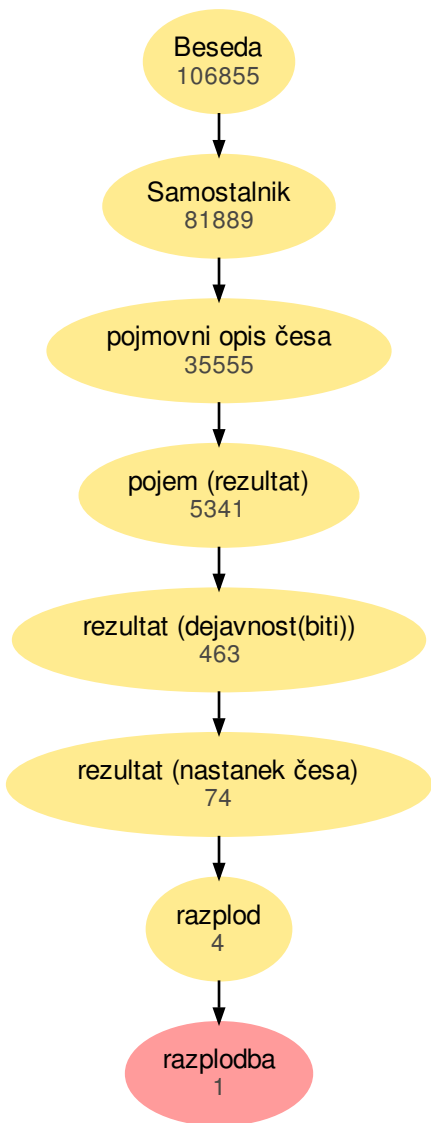 Beseda
106855
Samostalnik
81889
pojmovni opis česa
35555
pojem (rezultat)
5341
rezultat (dejavnost(biti))
463
rezultat (nastanek česa)
74
razplod
4
razplodba
1